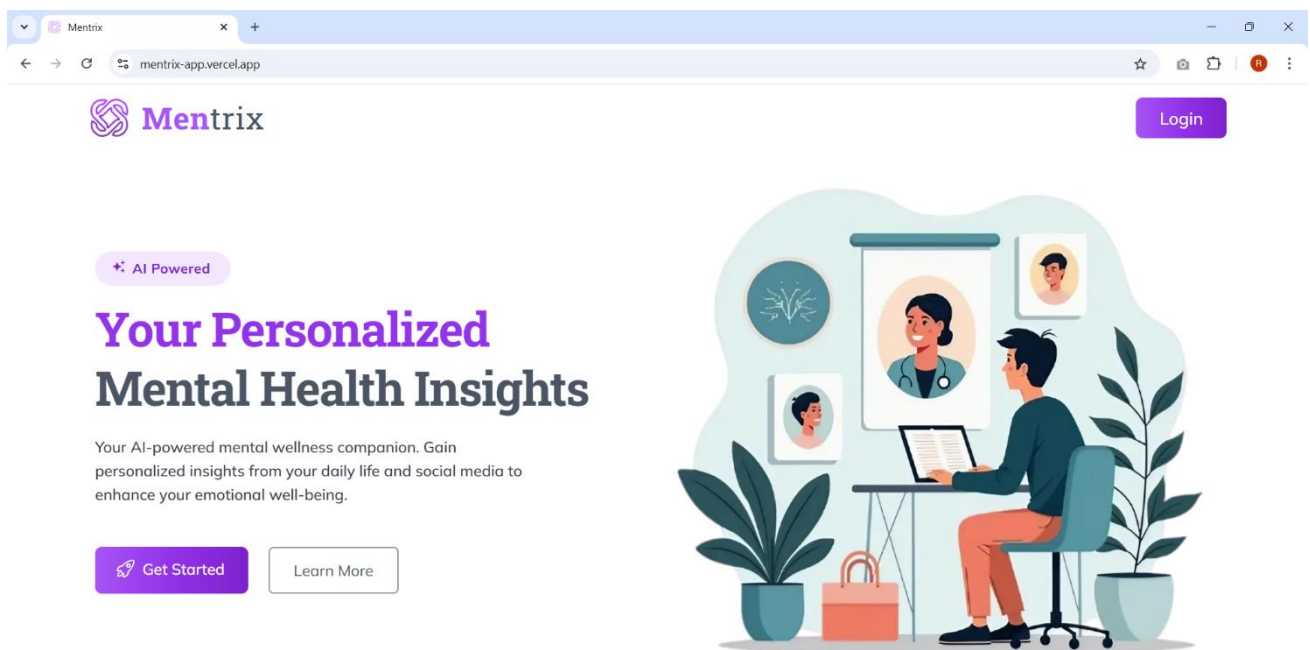 Mentrix
mentrix-app.vercel.app
R
Mentrix
Login
AI Powered
Your Personalized
Mental Health Insights
Your AI-powered mental wellness companion. Gain
personalized insights from your daily life and social media to
enhance your emotional well-being.
Get Started
Learn More